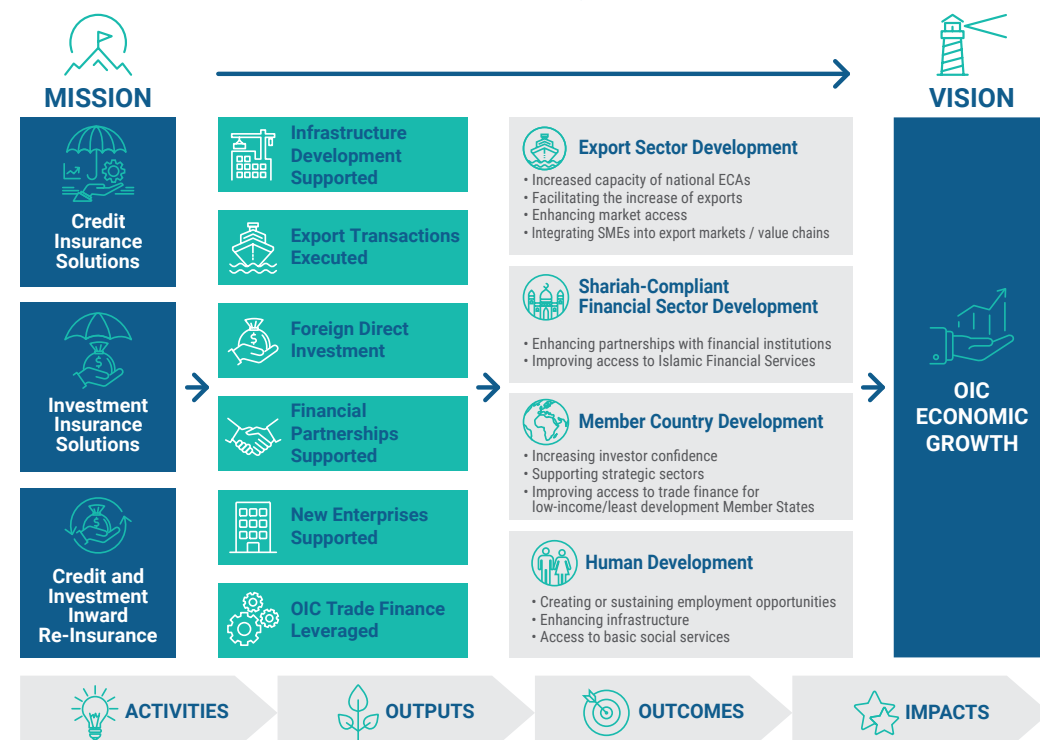 MISSION
VISION
Credit
Insurance
Solutions
Investment
Insurance
Solutions
Credit and
Investment
Inward
Re-Insurance
Infrastructure
Development
Supported
Export Transactions
Executed
Foreign Direct
Investment
Financial
Partnerships
Supported
New Enterprises
Supported
OIC Trade Finance
Leveraged
Export Sector Development
• Increased capacity of national ECAs
• Facilitating the increase of exports
• Enhancing market access
• Integrating SMEs into export markets / value chains
Shariah-Compliant
Financial Sector Development
• Enhancing partnerships with financial institutions
• Improving access to Islamic Financial Services
Member Country Development
• Increasing investor confidence
• Supporting strategic sectors
• Improving access to trade finance for
low-income/least development Member States
Human Development
• Creating or sustaining employment opportunities
• Enhancing infrastructure
• Access to basic social services
OIC
ECONOMIC
GROWTH
ACTIVITIES
OUTPUTS
OUTCOMES
IMPACTS